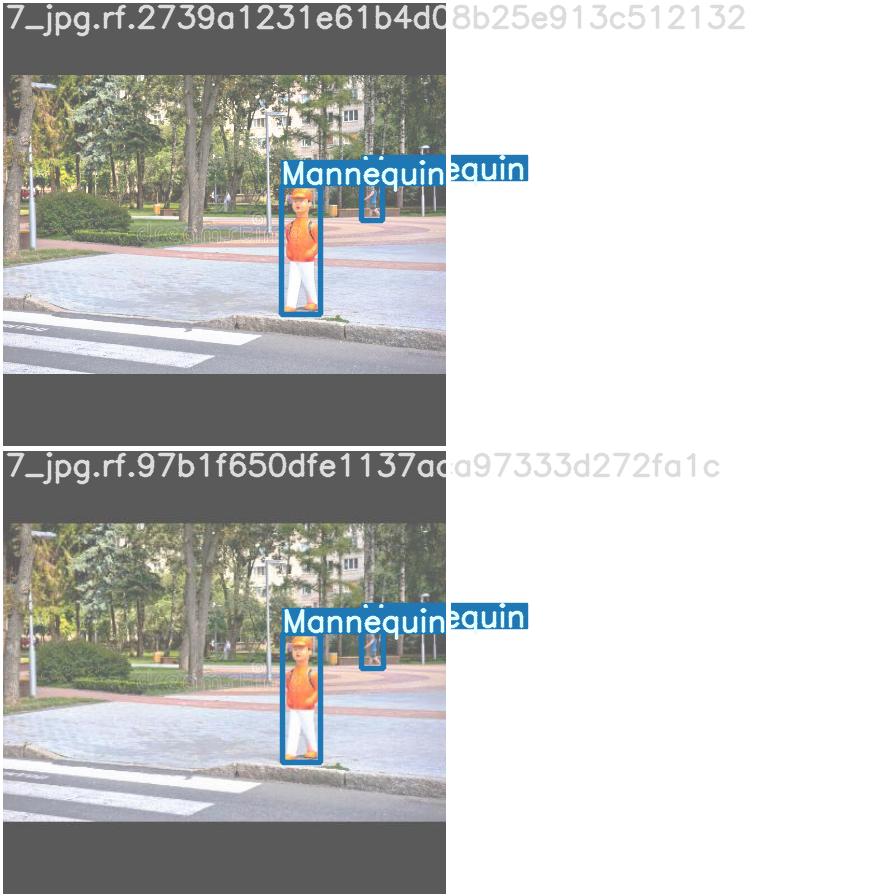 7_jpg.rf.2739a1231e61b4d08b25e913c512132
Mannequin
equin
7_jpg.rf.97b1f650dfe1137aca97333d272fa1c
Mannequin
equin